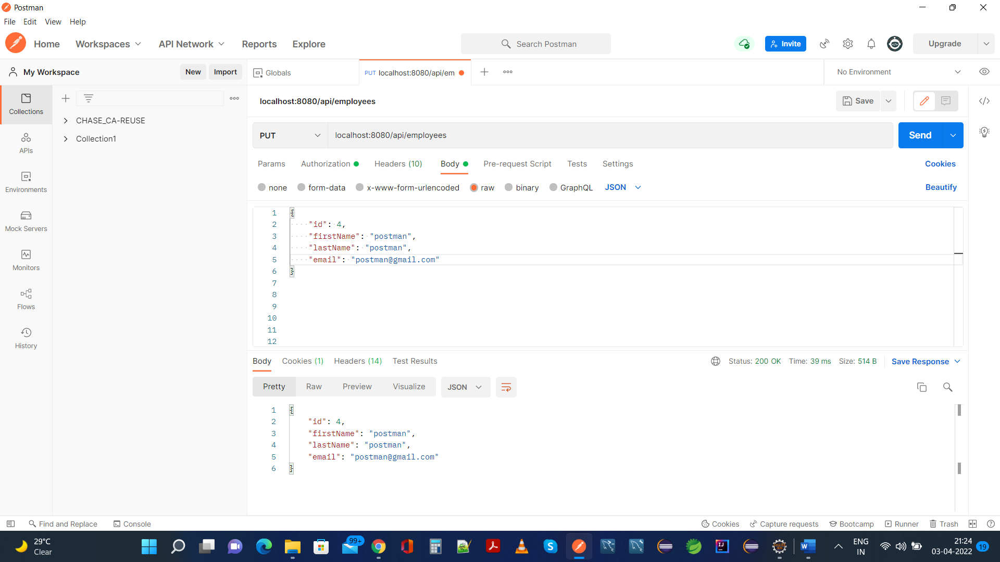 Postman
File Edit View Help
Home Workspaces API Network Reports Explore Search Postman Invite Upgrade
My Workspace New Import Globals PUT localhost:8080/api/em No Environment
localhost:8080/api/employees Save
Collections
CHASE_CA-REUSE
Collection1
PUT localhost:8080/api/employees Send
APIs
Params Authorization Headers (10) Body Pre-request Script Tests Settings Cookies
Environments
none form-data x-www-form-urlencoded raw binary GraphQL JSON Beautify
Mock Servers
Monitors
Flows
History
1 {
2 "id": 4,
3 "firstName": "postman",
4 "lastName": "postman",
5 "email": "postman@gmail.com"
6 }
7
8
9
10
11
12
Body Cookies (1) Headers (14) Test Results Status: 200 OK Time: 39 ms Size: 514 B Save Response
Pretty Raw Preview Visualize JSON
1 {
2 "id": 4,
3 "firstName": "postman",
4 "lastName": "postman",
5 "email": "postman@gmail.com"
6 }
Find and Replace Console Cookies Capture requests Bootcamp Runner Trash
29°C
Clear
99+
ENG
IN
21:24
03-04-2022
19